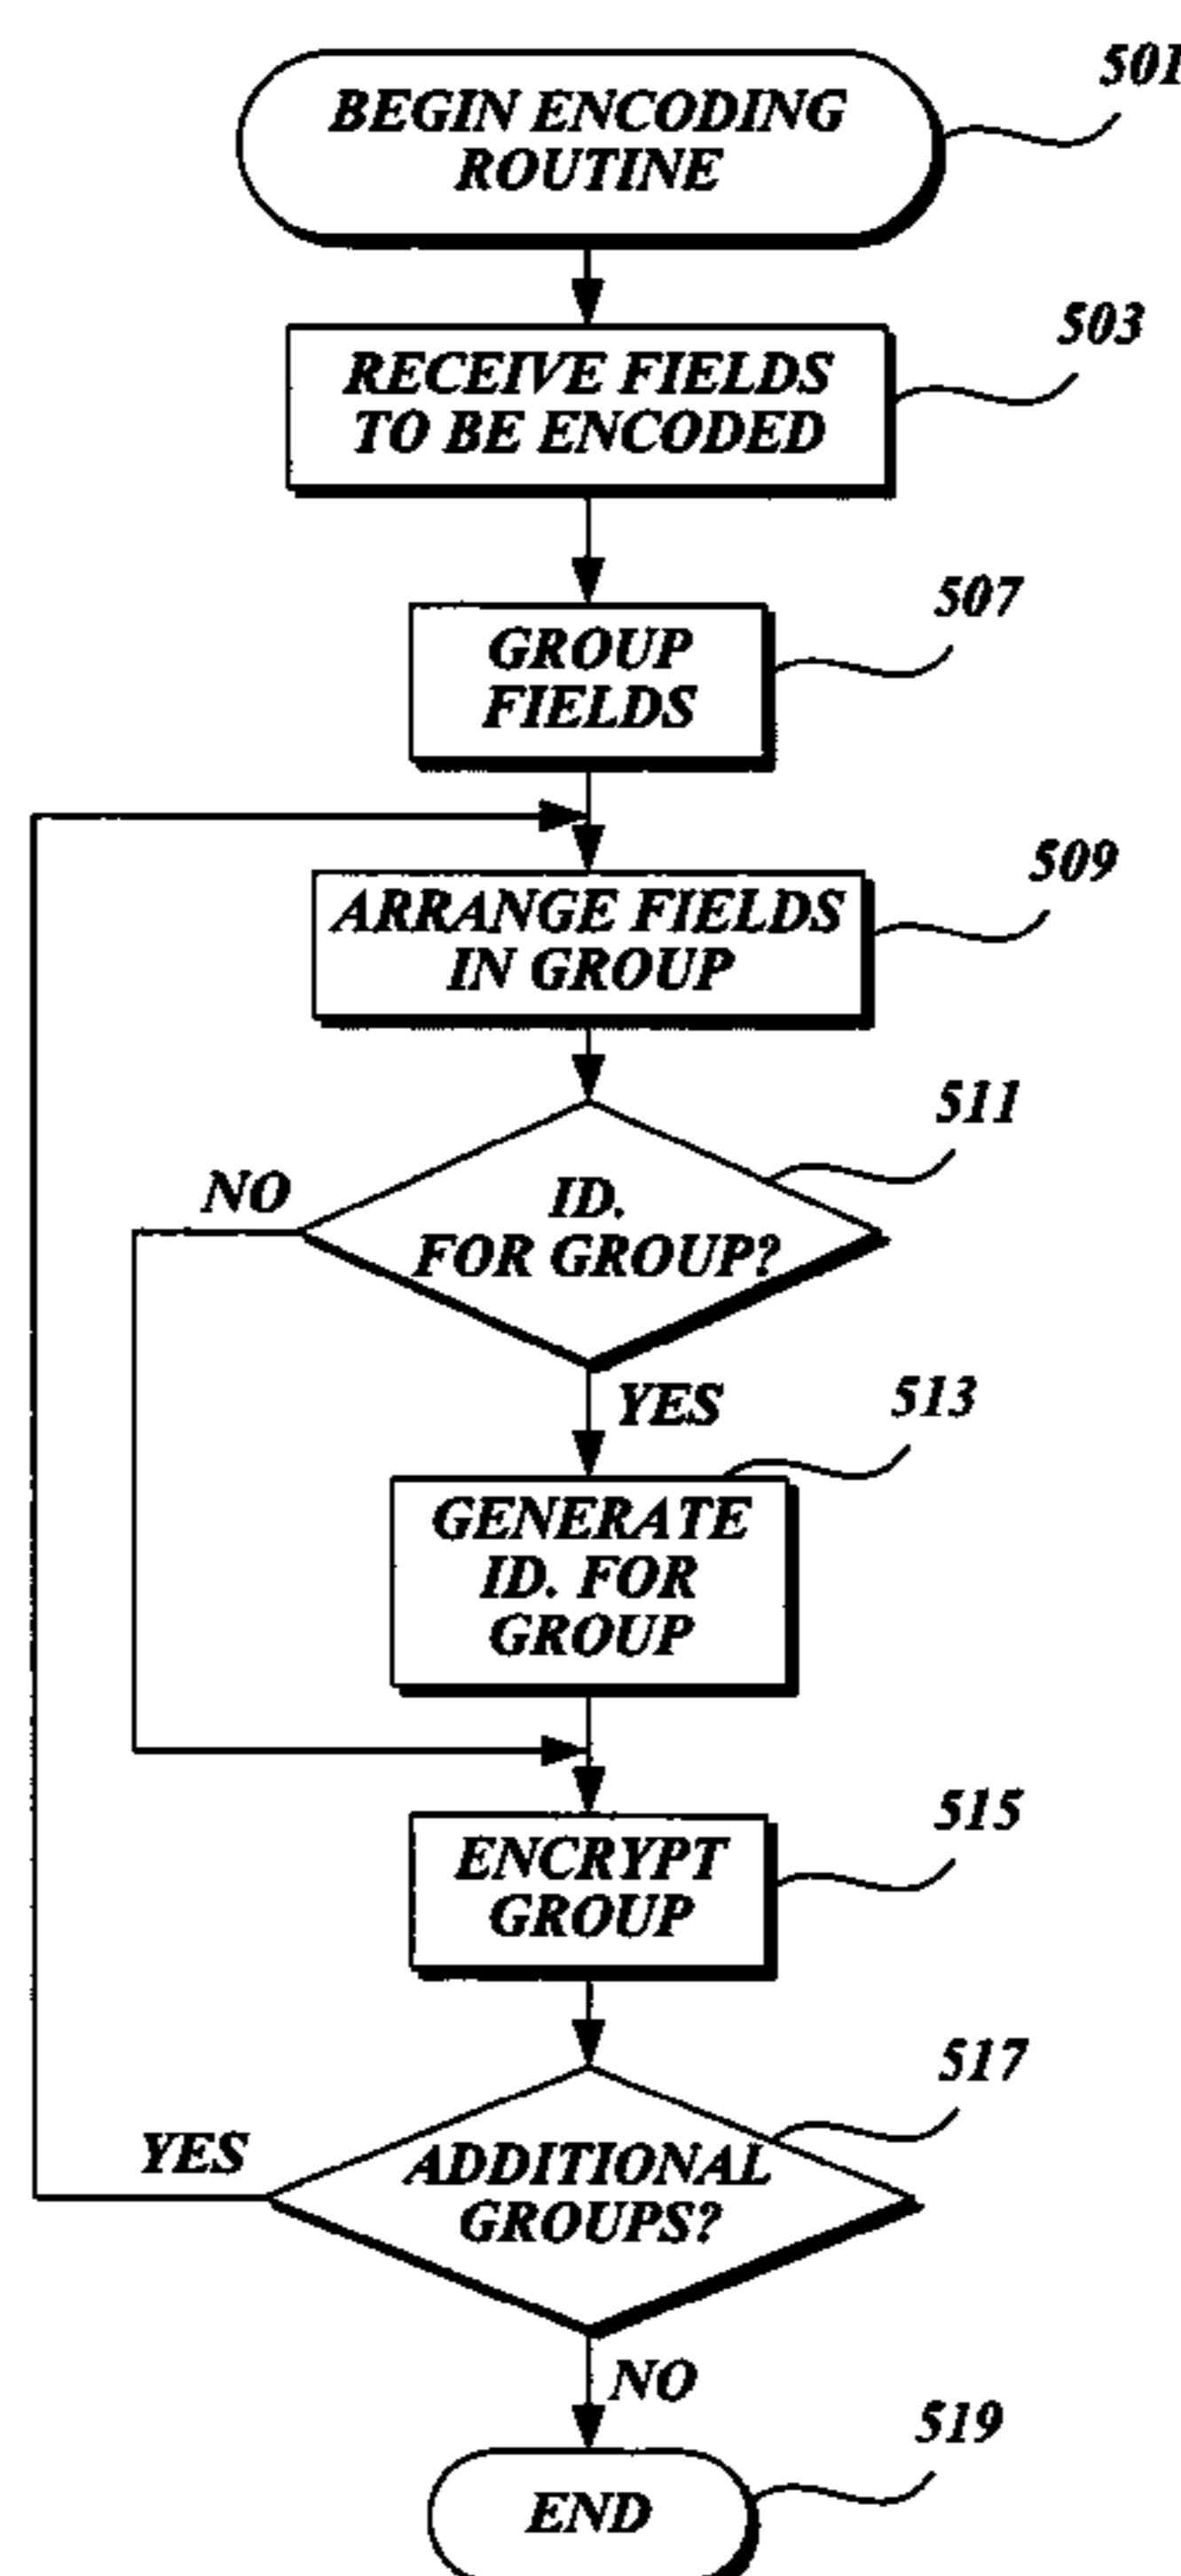 501
BEGIN ENCODING
ROUTINE
503
RECEIVE FIELDS
TO BE ENCODED
507
GROUP
FIELDS
509
ARRANGE FIELDS
IN GROUP
511
NO
ID.
FOR GROUP?
YES
513
GENERATE
ID. FOR
GROUP
515
ENCRYPT
GROUP
517
YES
ADDITIONAL
GROUPS?
NO
519
END